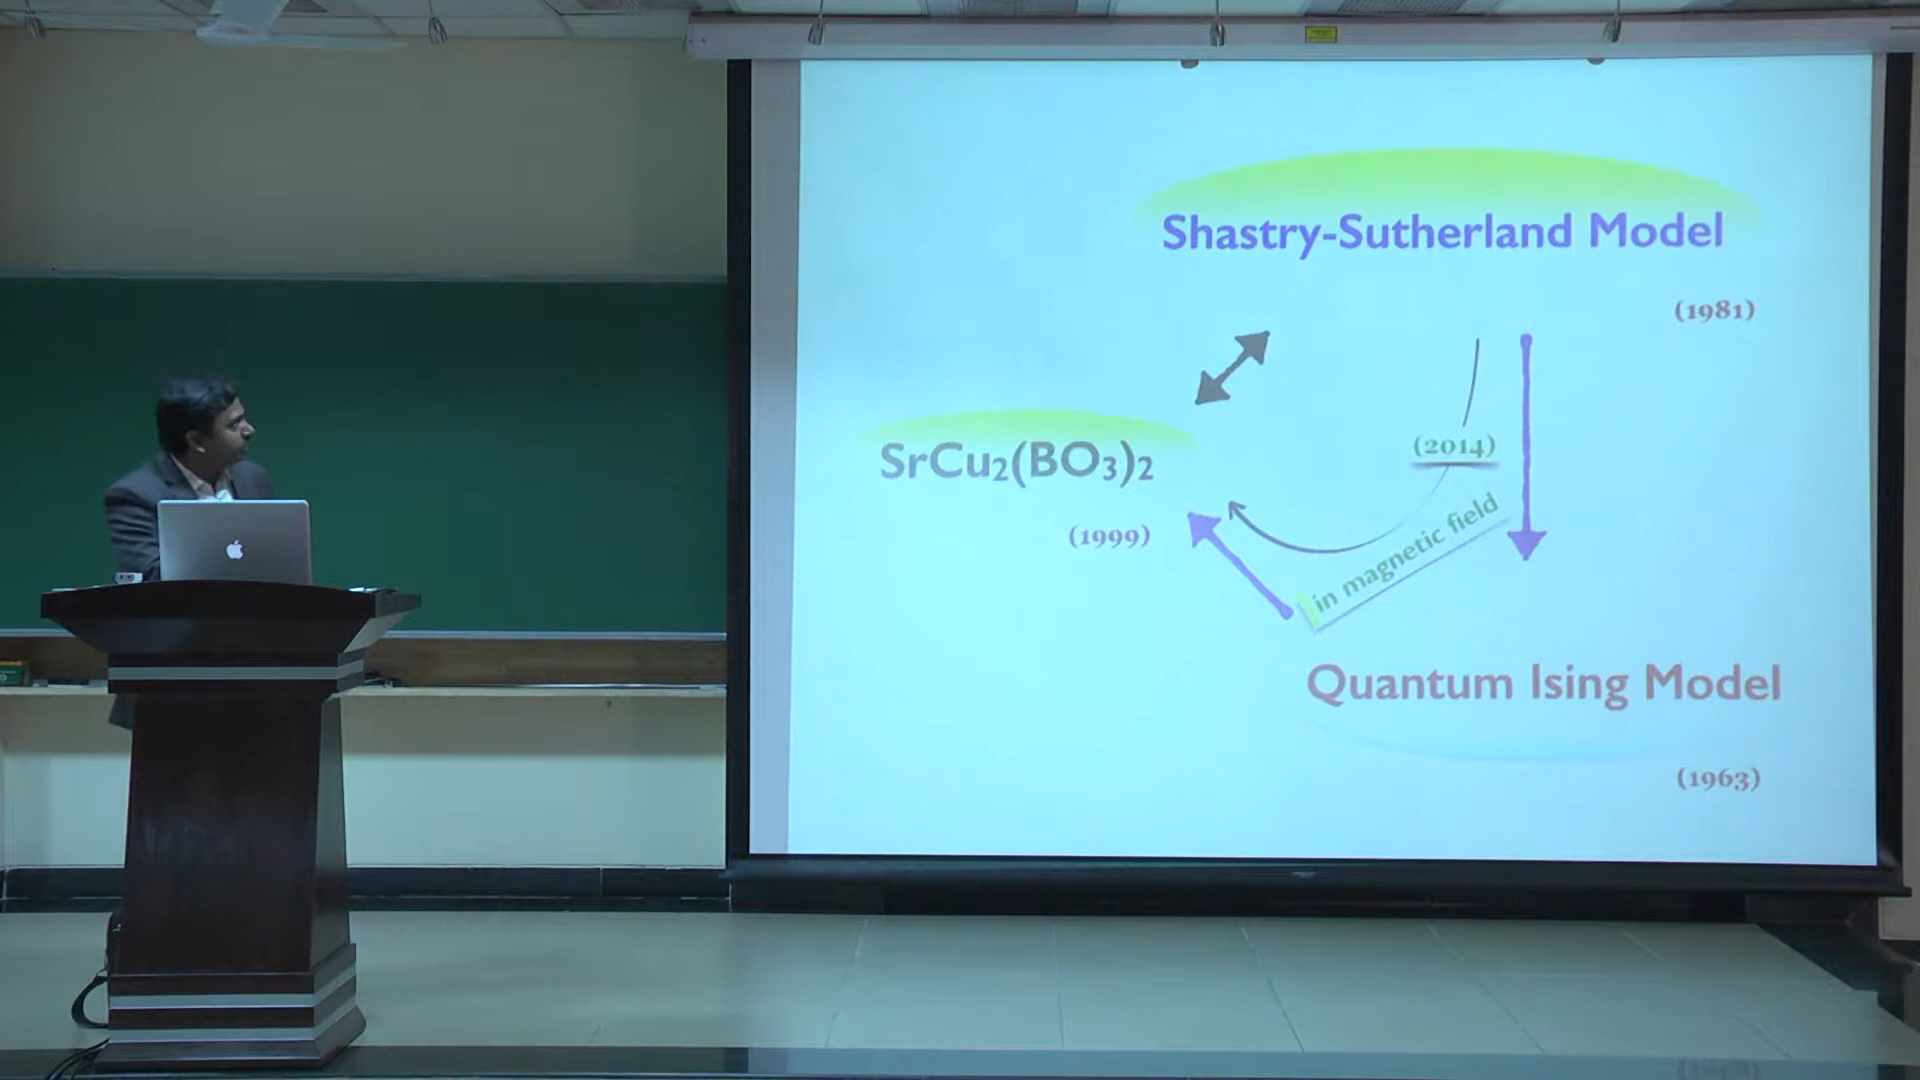 Shastry-Sutherland Model
(1981)
(2014)
SrCu2(BO3)2
(1999)
in magnetic field
Quantum Ising Model
(1963)